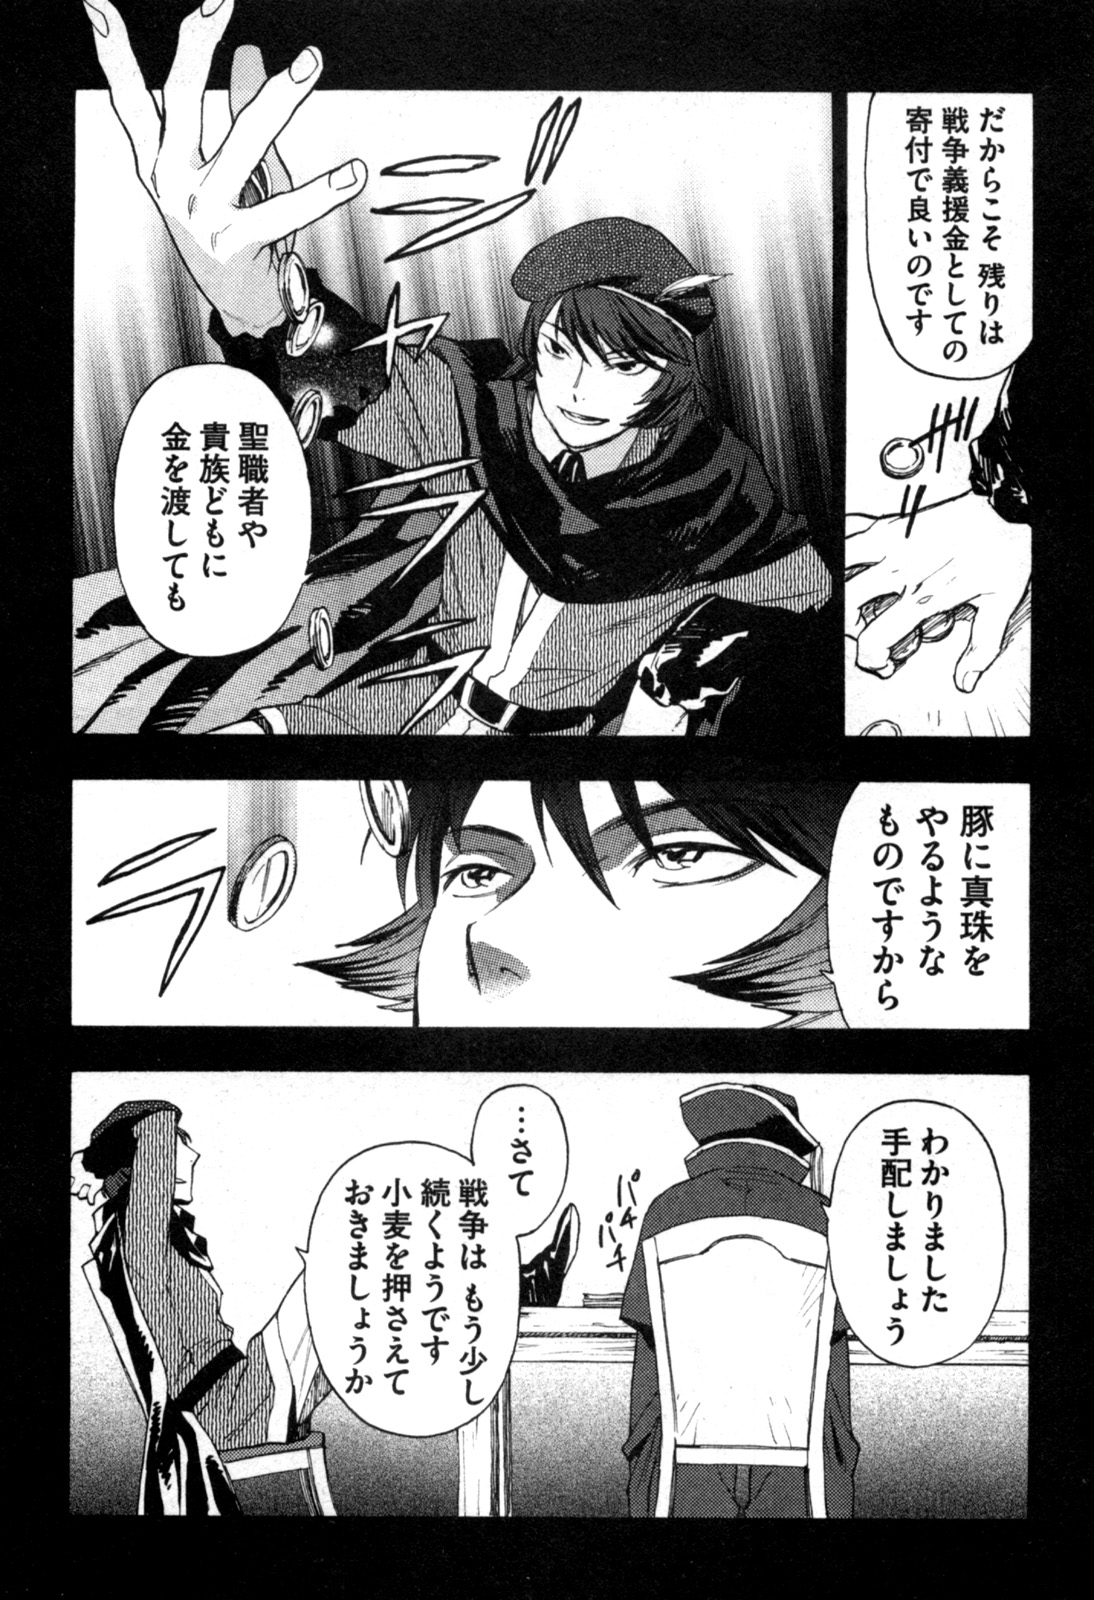 だからこそ 残りは
戦争義援金としての
寄付で良いのです
聖職者や
貴族どもに
金を渡しても
ヤラララ
豚に真珠を
やるような
ものですから
ラ
わかりました
手配しましょう
パチ
パチ
…さて
戦争は もう少し
続くようです
小麦を押さえて
おきましょうか